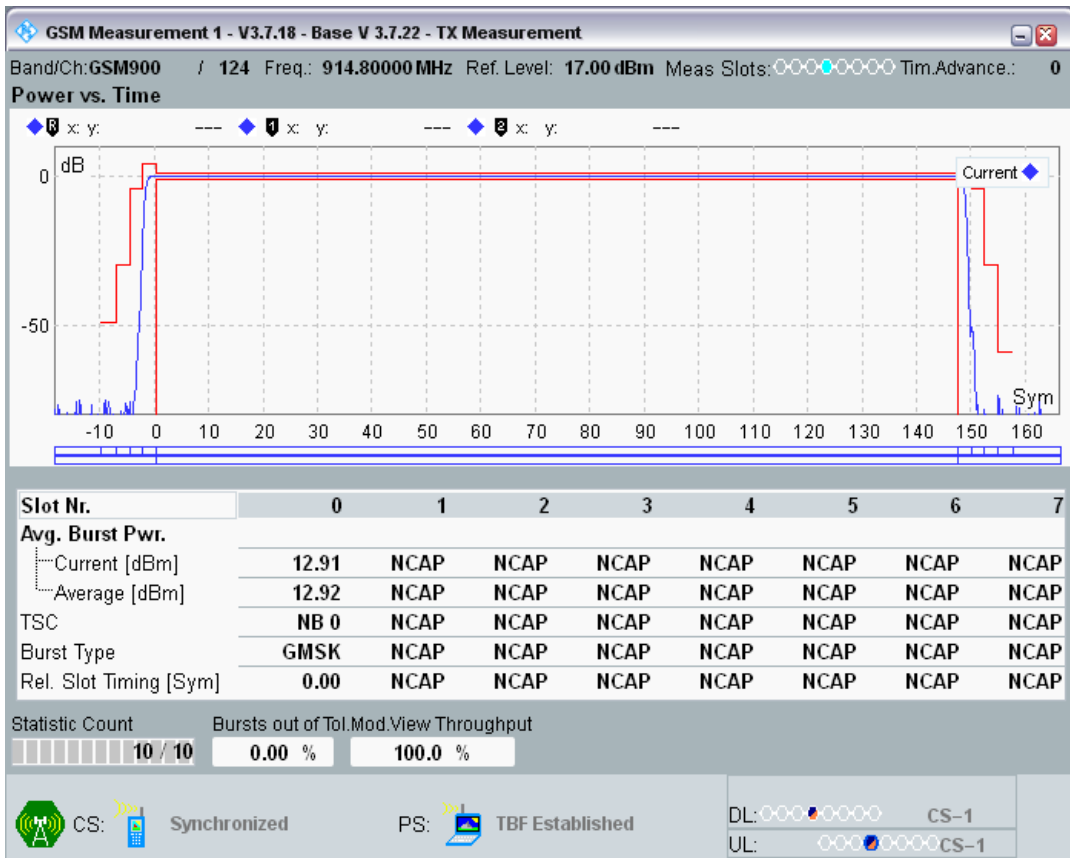 GSM Measurement 1 - V3.7.18 - Base V 3.7.22 - TX Measurement
Band/Ch:GSM900 / 124 Freq.: 914.80000 MHz Ref. Level: 17.00 dBm Meas Slots: Tim.Advance.: 0
Power vs. Time
R x: y: --- 1 x: y: --- 2 x: y: ---
dB
Current
0
-50
Sym
-10 0 10 20 30 40 50 60 70 80 90 100 110 120 130 140 150 160
Slot Nr. 0 1 2 3 4 5 6 7
Avg. Burst Pwr.
Current [dBm] 12.91 NCAP NCAP NCAP NCAP NCAP NCAP NCAP
Average [dBm] 12.92 NCAP NCAP NCAP NCAP NCAP NCAP NCAP
TSC NB 0 NCAP NCAP NCAP NCAP NCAP NCAP NCAP
Burst Type GMSK NCAP NCAP NCAP NCAP NCAP NCAP NCAP
Rel. Slot Timing [Sym] 0.00 NCAP NCAP NCAP NCAP NCAP NCAP NCAP
Statistic Count Bursts out of Tol.Mod.View Throughput
10 / 10 0.00 % 100.0 %
CS: Synchronized PS: TBF Established
DL: CS-1
UL: CS-1